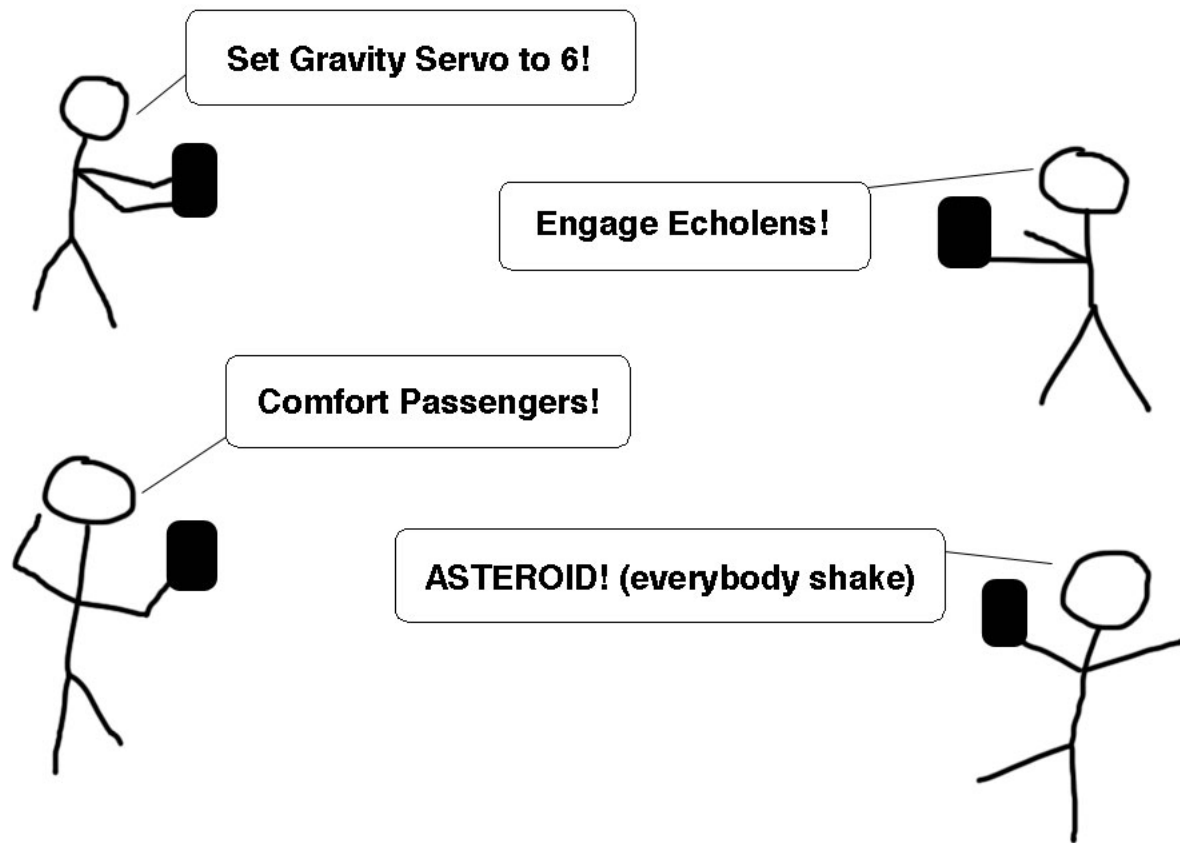 Set Gravity Servo to 6!
Engage Echolens!
Comfort Passengers!
ASTEROID! (everybody shake)